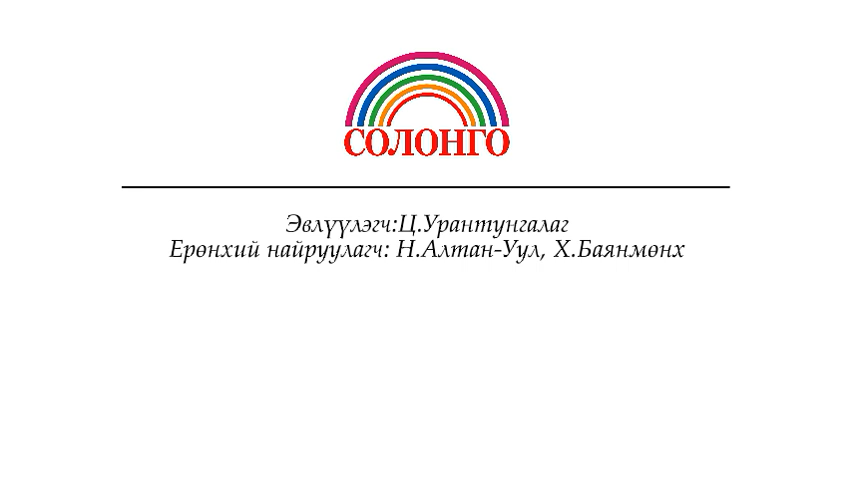 СОЛОНГО
Эвлүүлэгч:Ц.Урантунгалаг
Ерөнхий найруулагч: Н.Алтан-Уул, Х.Баянмөнх